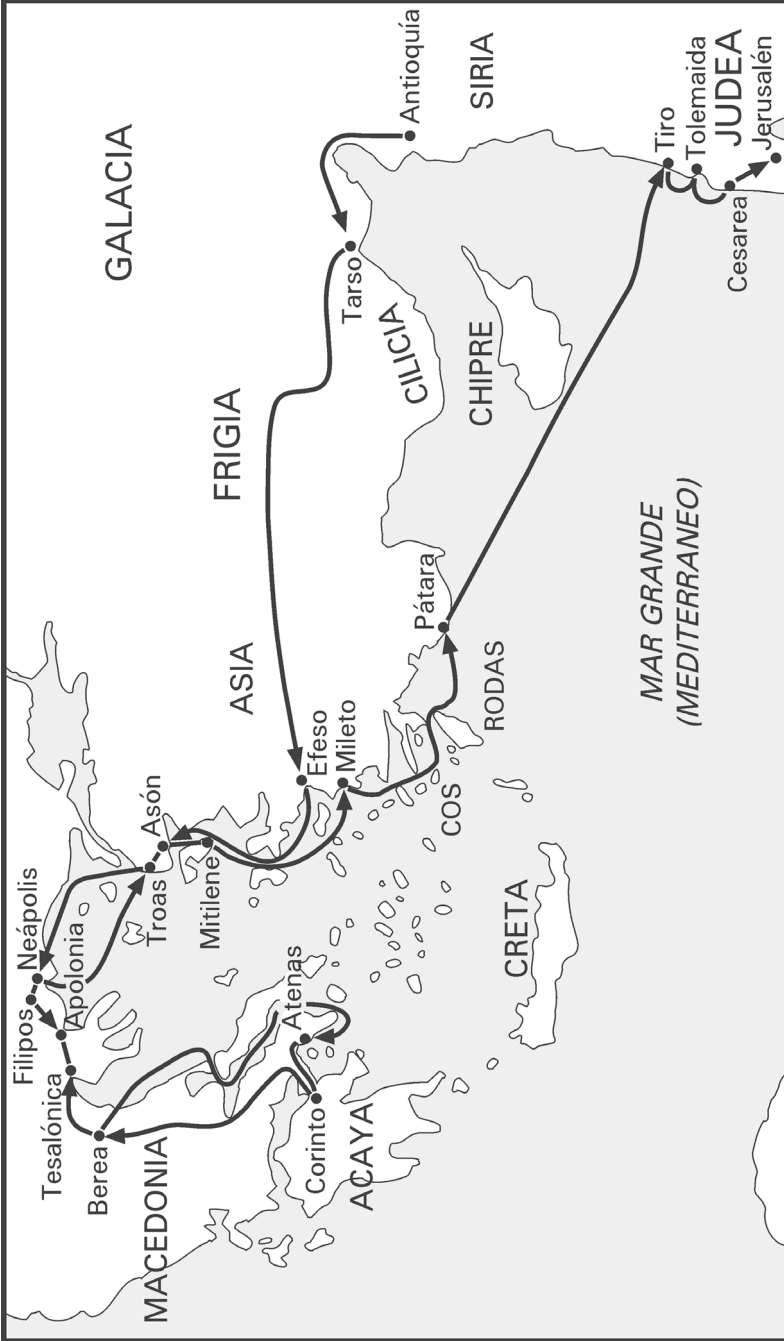 Filipos
Neápolis
Tesalónica
Apolonia
Berea
MACEDONIA
Troas
Asón
Mitilene
Atenas
Corinto
ACAYA
Efeso
Mileto
ASIA
FRIGIA
GALACIA
Tarso
CILICIA
Antioquía
SIRIA
COS
RODAS
Pátara
CHIPRE
CRETA
MAR GRANDE
(MEDITERRANEO)
Tiro
Tolemaida
Cesarea
JUDEA
Jerusalén